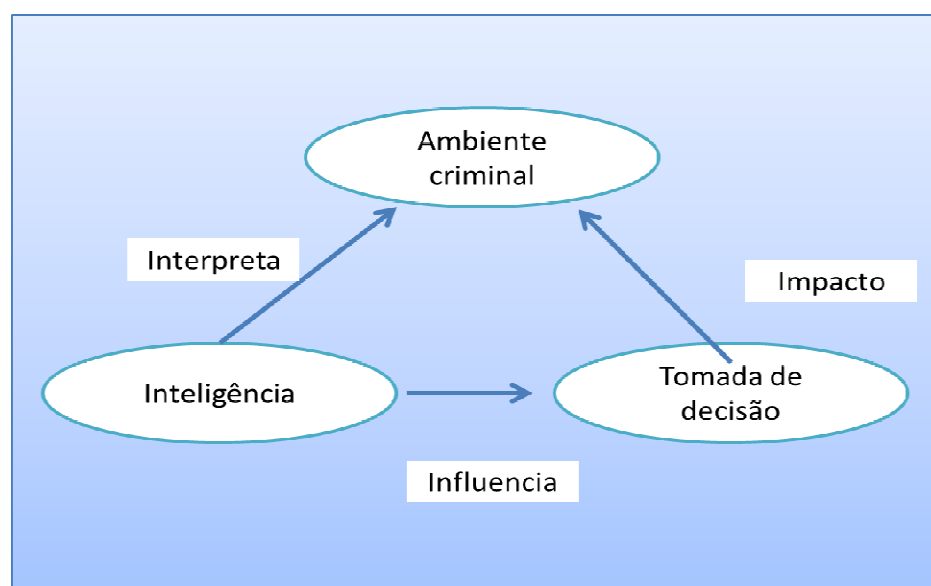 Ambiente
criminal
Interpreta
Impacto
Inteligência
Tomada de
decisão
Influencia